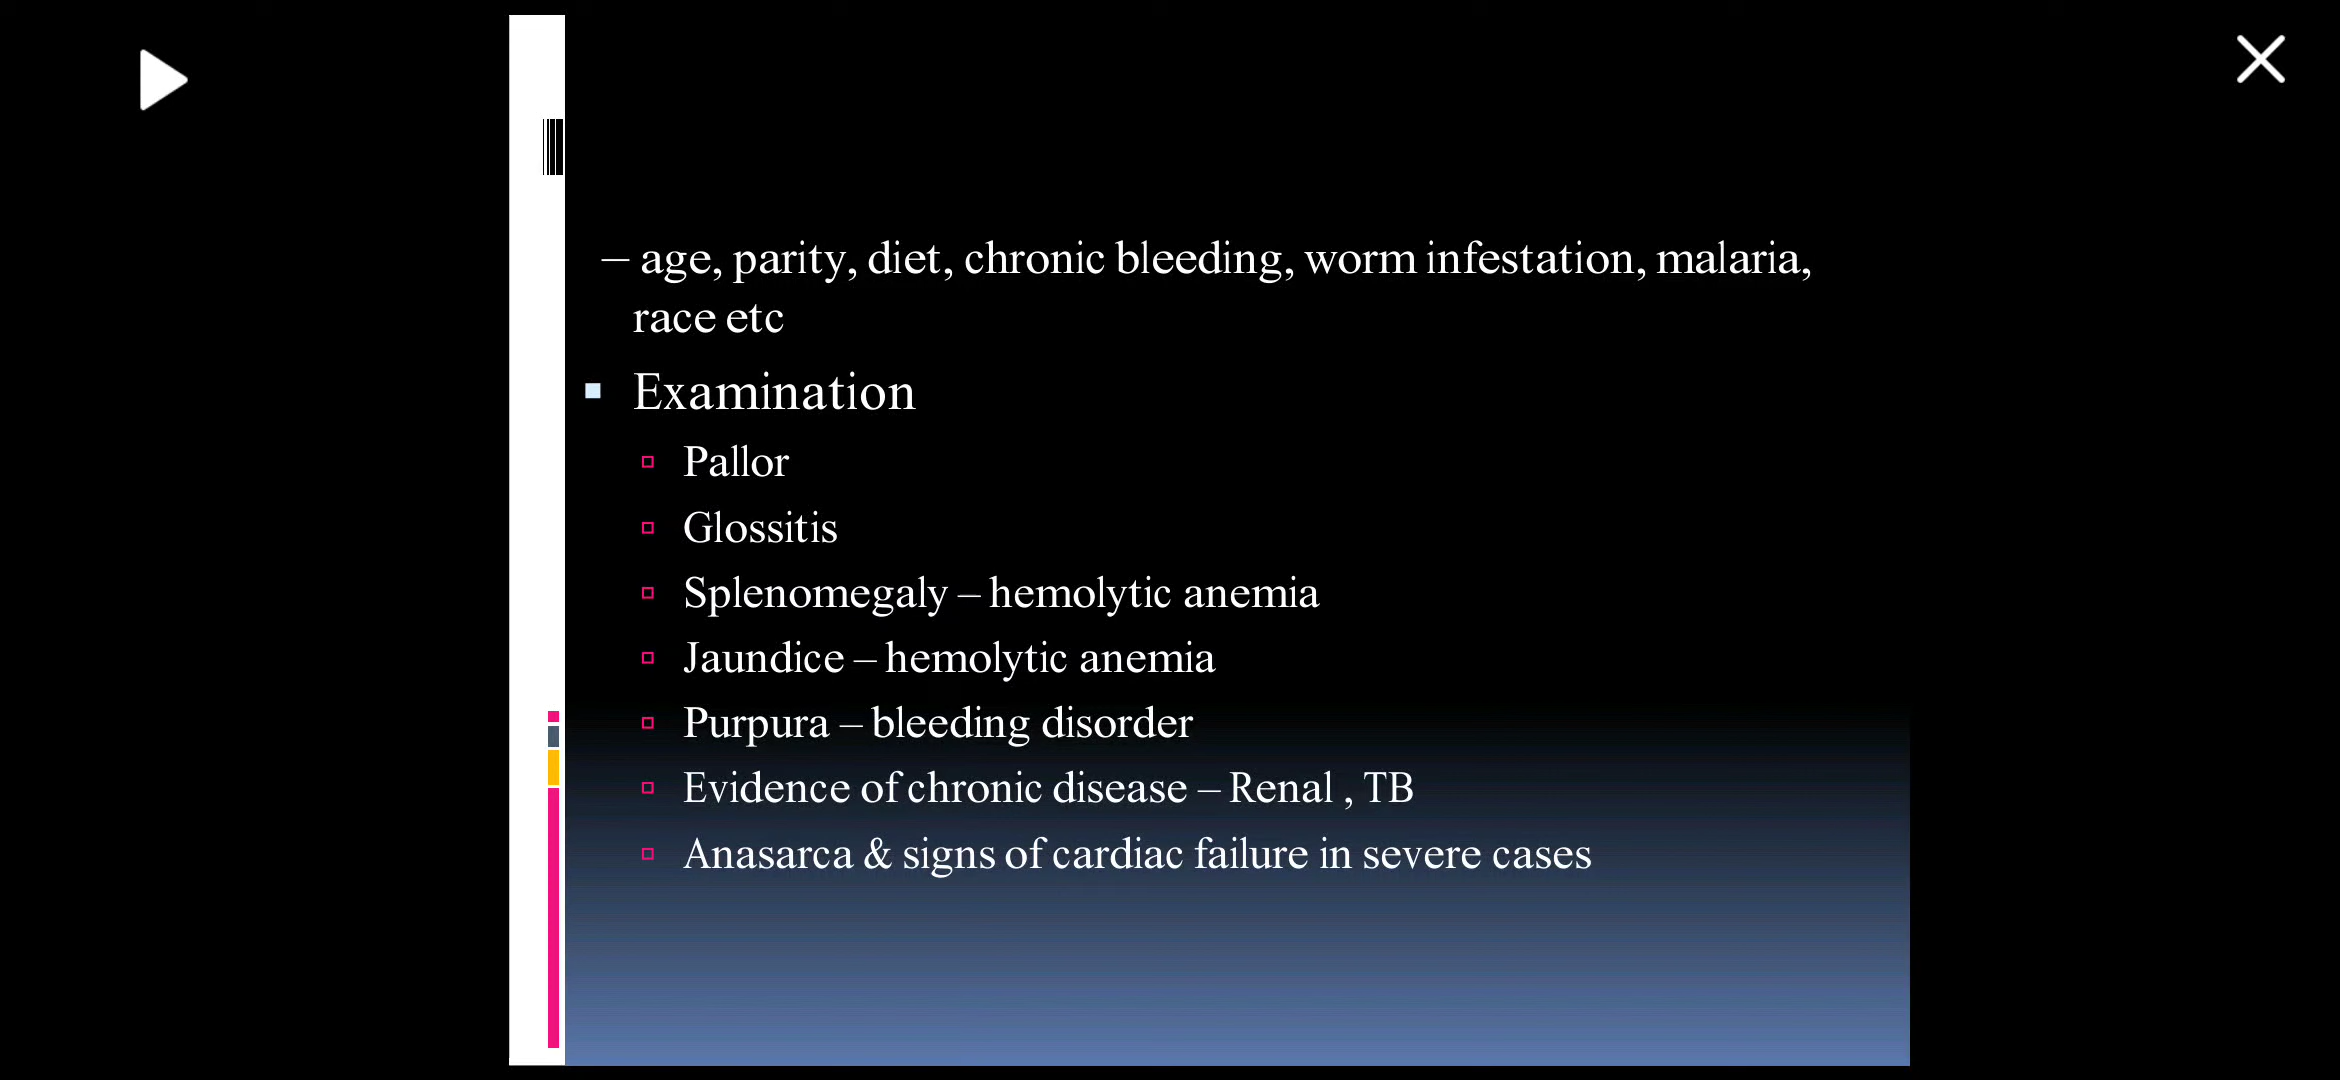 – age, parity, diet, chronic bleeding, worm infestation, malaria,
race etc
Examination
Pallor
Glossitis
Splenomegaly – hemolytic anemia
Jaundice – hemolytic anemia
Purpura – bleeding disorder
Evidence of chronic disease – Renal , TB
Anasarca & signs of cardiac failure in severe cases